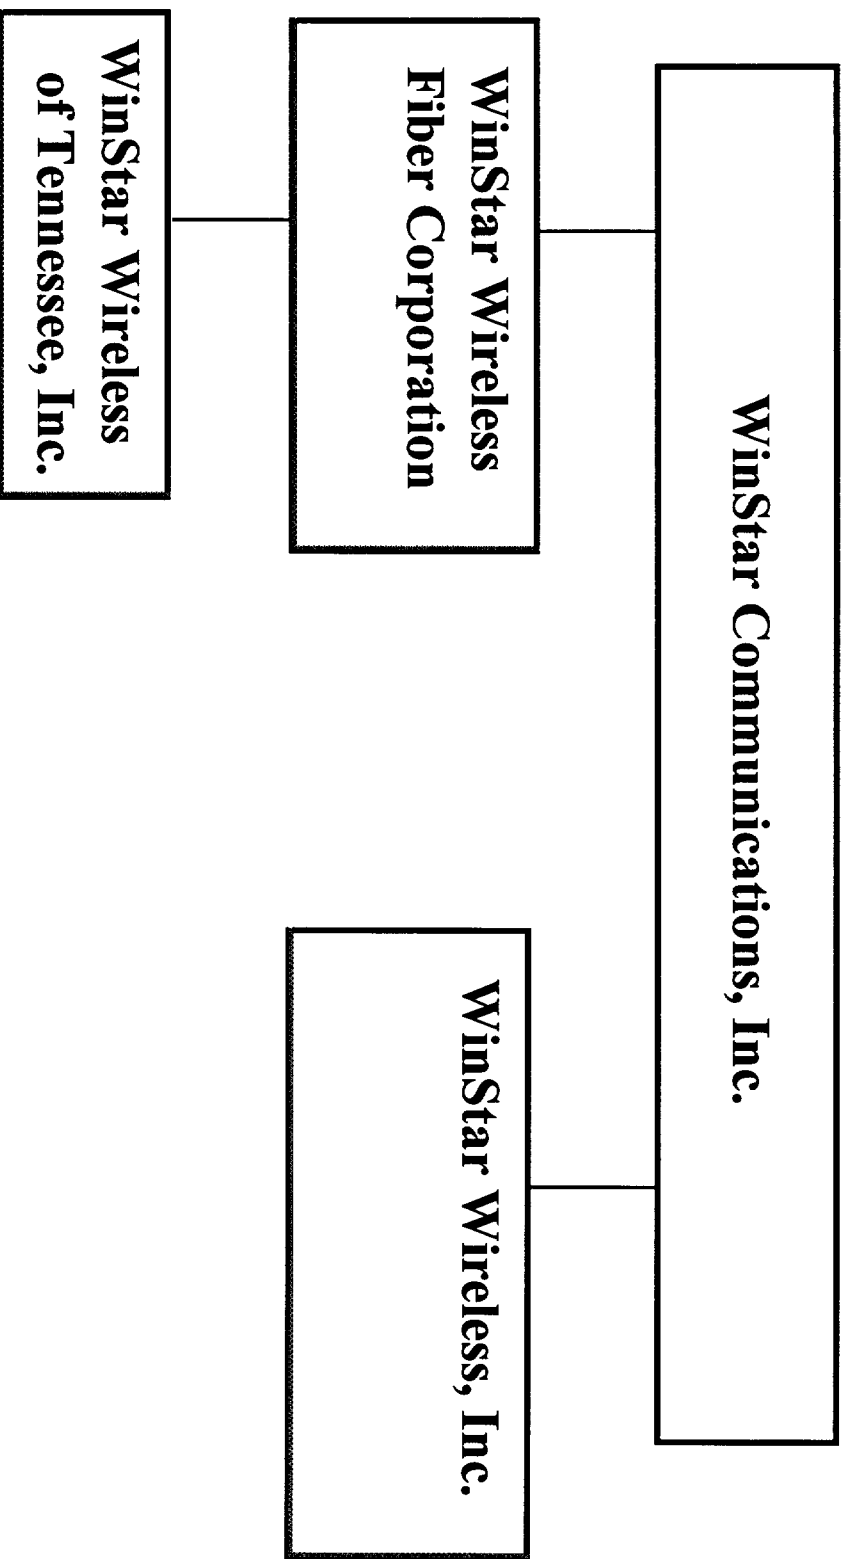 WinStar Communications, Inc.
WinStar Wireless
Fiber Corporation
WinStar Wireless, Inc.
WinStar Wireless
of Tennessee, Inc.